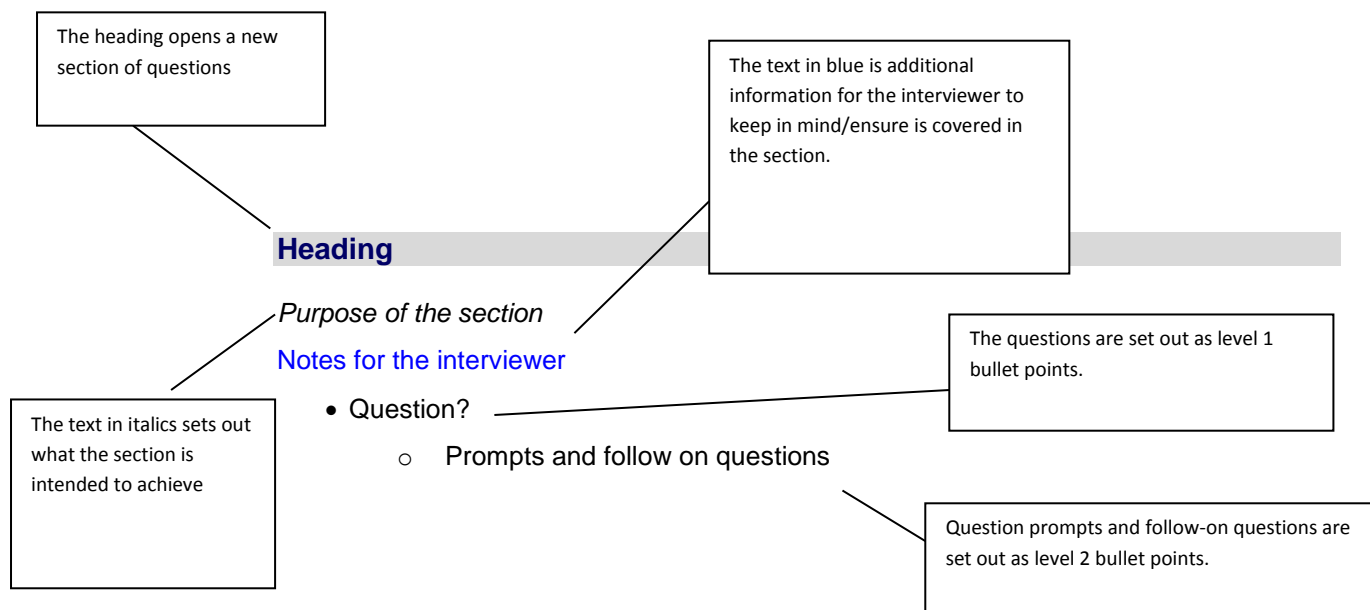 The heading opens a new
section of questions
The text in blue is additional
information for the interviewer to
keep in mind/ensure is covered in
the section.
Heading
Purpose of the section
Notes for the interviewer
The questions are set out as level 1
bullet points.
• Question?
The text in italics sets out
what the section is
intended to achieve
o Prompts and follow on questions
Question prompts and follow-on questions are
set out as level 2 bullet points.